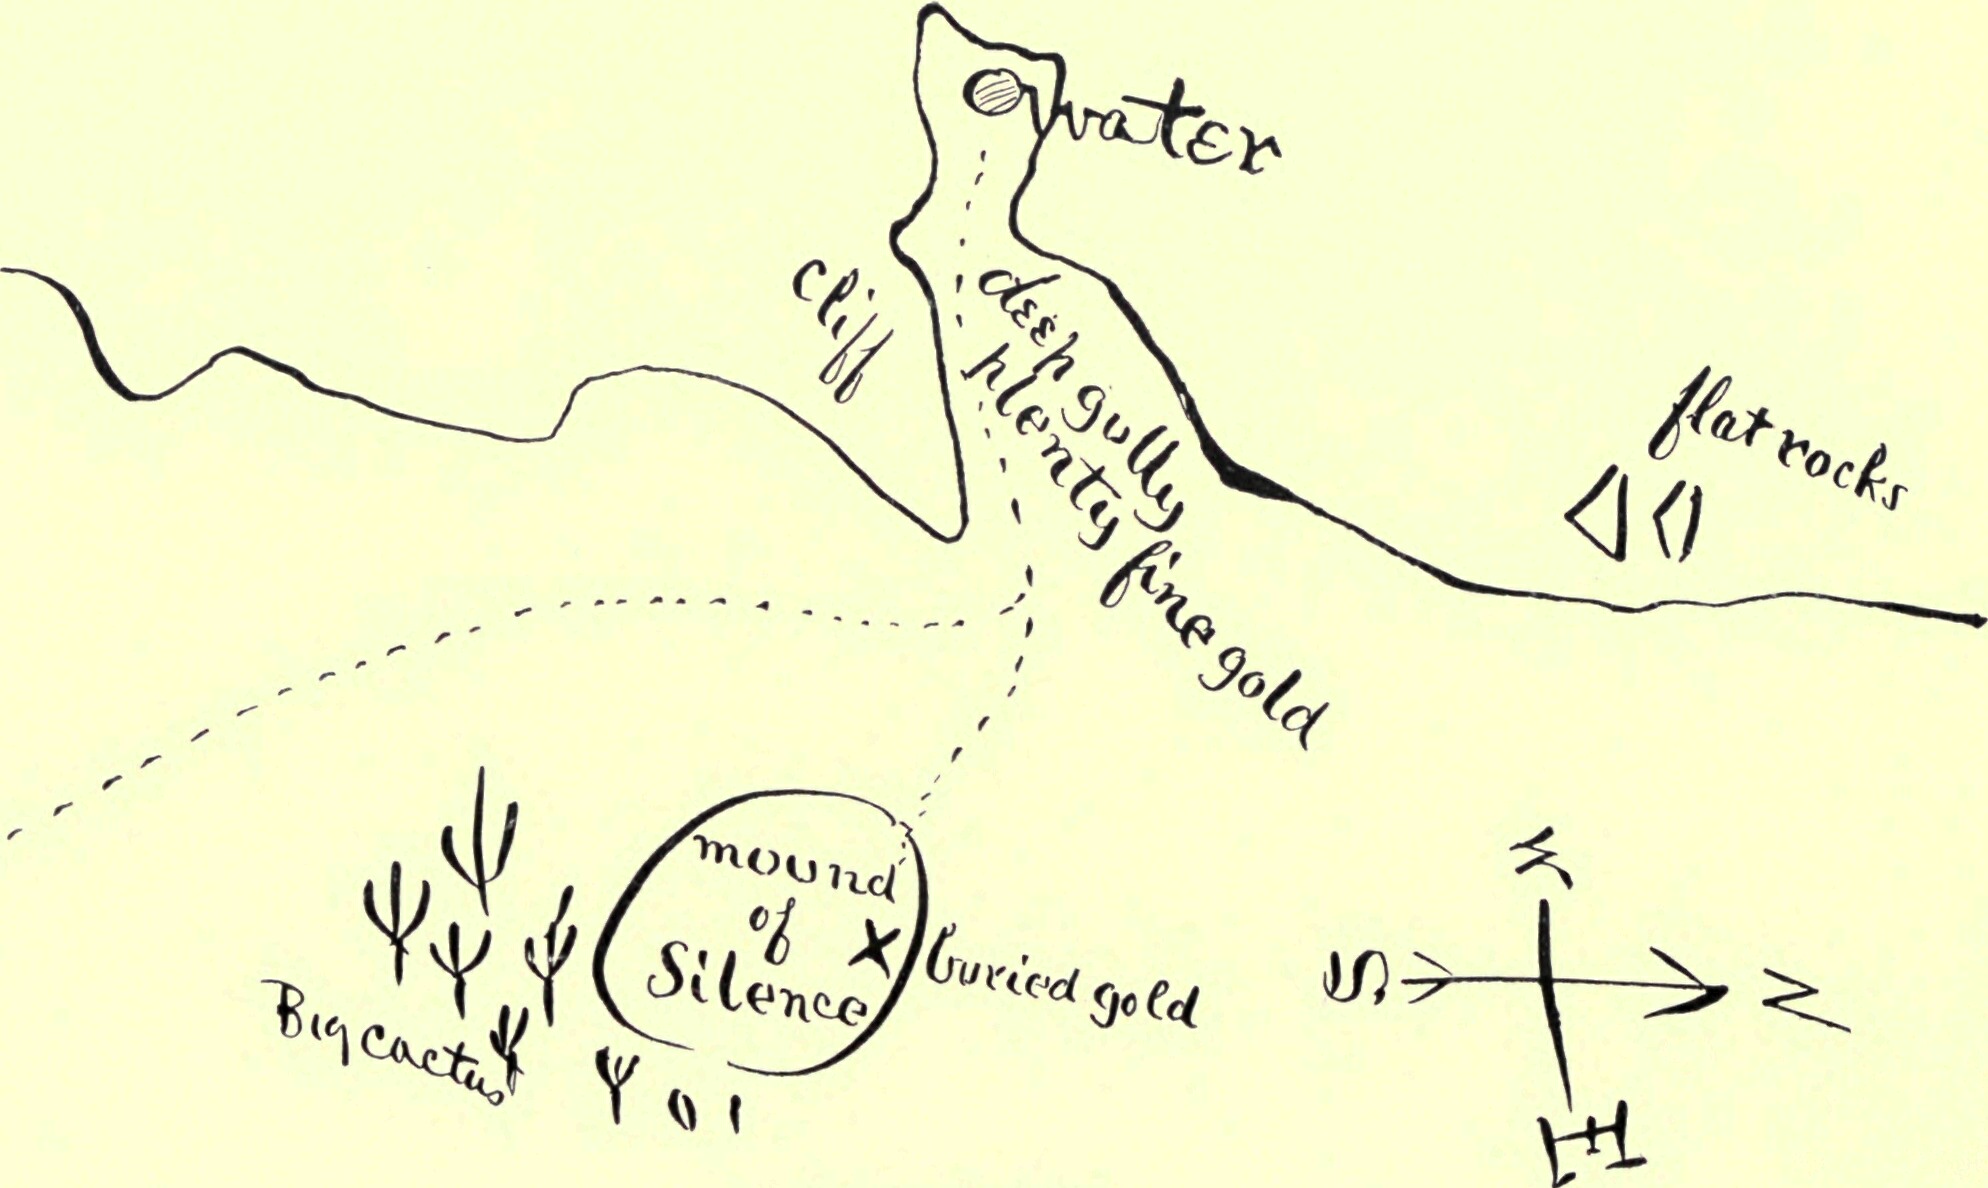 water
cliff
deep gully
plenty fine gold
flat rocks
mound
of
Silence
X
buried gold
Big cactus
W
S
N
E